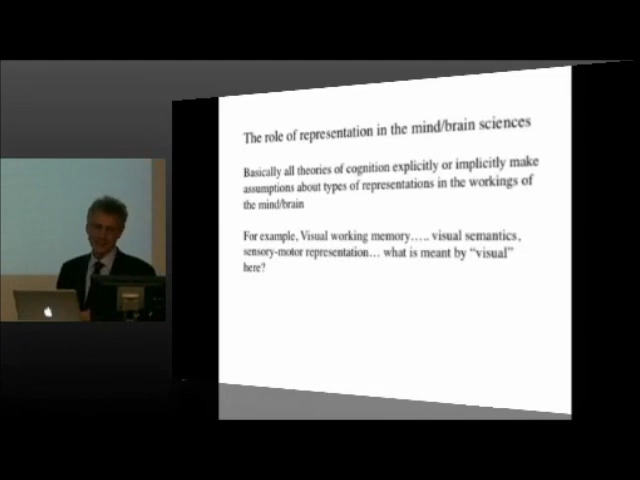 The role of representation in the mind/brain sciences
Basically all theories of cognition explicitly or implicitly make
assumptions about types of representations in the workings of
the mind/brain
For example, Visual working memory….. visual semantics,
sensory-motor representation… what is meant by “visual”
here?